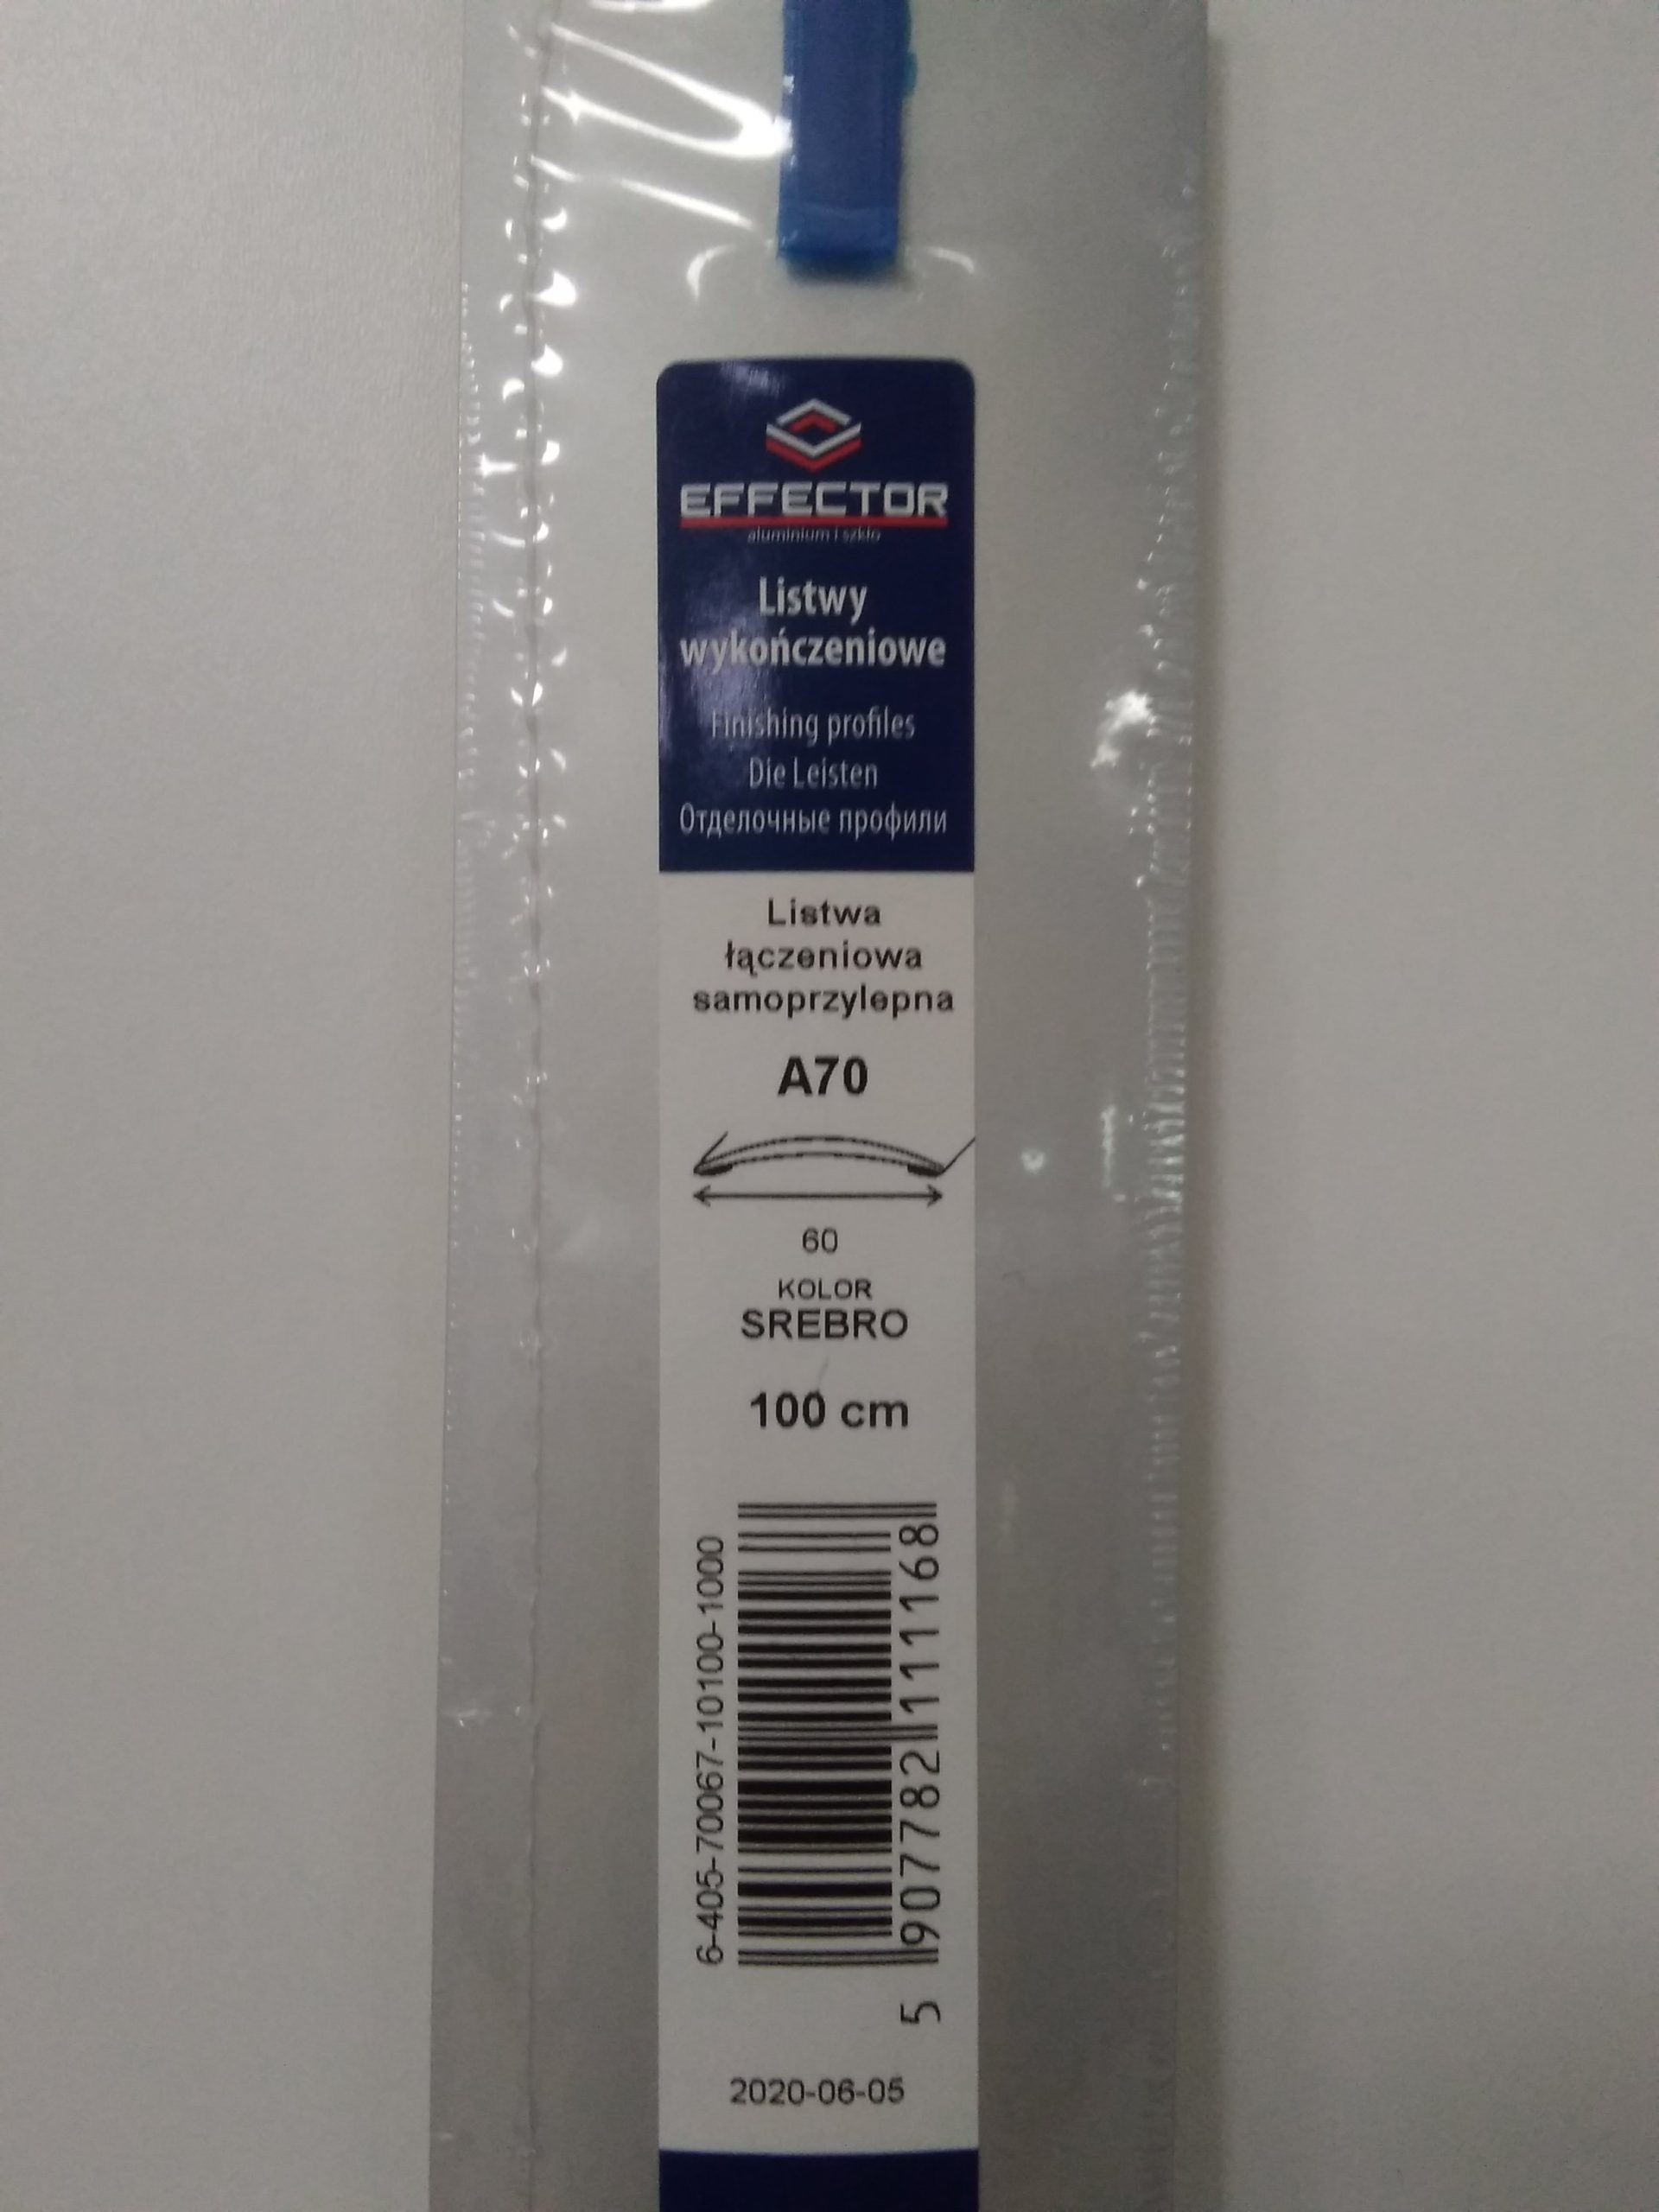 EFFECTOR
aluminium i szkło
Listwy
wykończeniowe
Finishing profiles
Die Leisten
Отделочные профили
Listwa
łączeniowa
samoprzylepna
A70
60
KOLOR
SREBRO
100 cm
6-405-70067-10100-1000
5 907782 111168
2020-06-05